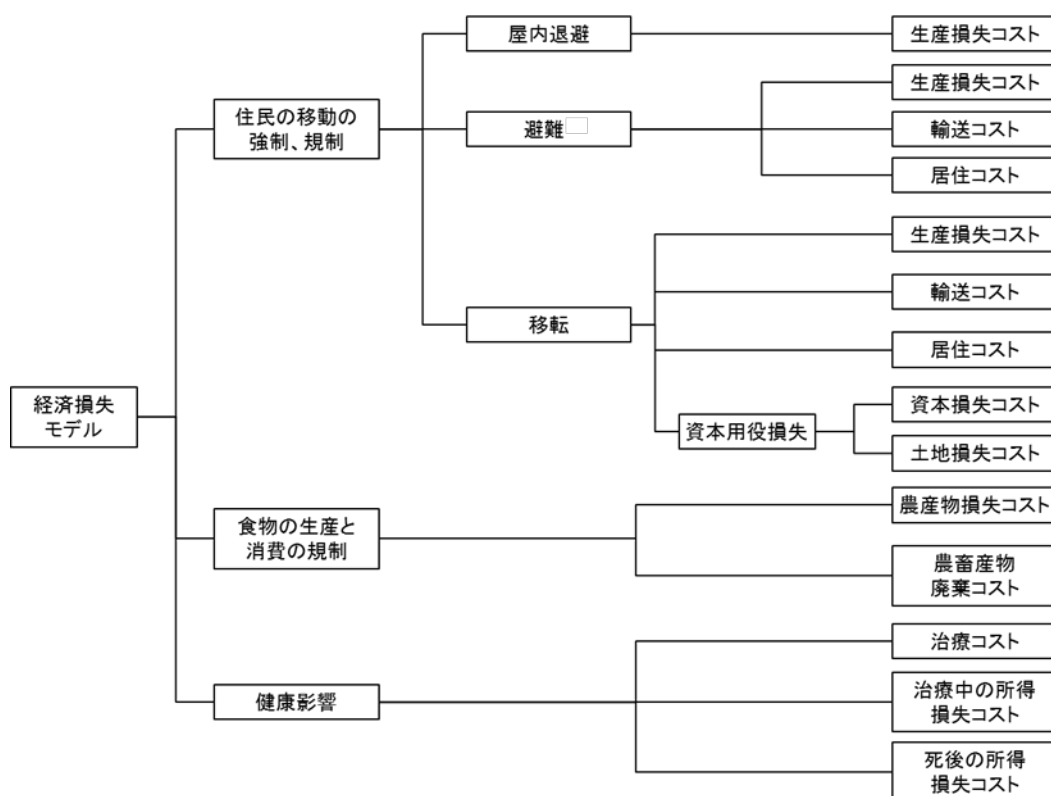 屋内退避
生産損失コスト
生産損失コスト
住民の移動の
強制、規制
避難
輸送コスト
居住コスト
生産損失コスト
輸送コスト
移転
居住コスト
経済損失
モデル
資本用役損失
資本損失コスト
土地損失コスト
農産物損失コスト
食物の生産と
消費の規制
農畜産物
廃棄コスト
治療コスト
健康影響
治療中の所得
損失コスト
死後の所得
損失コスト